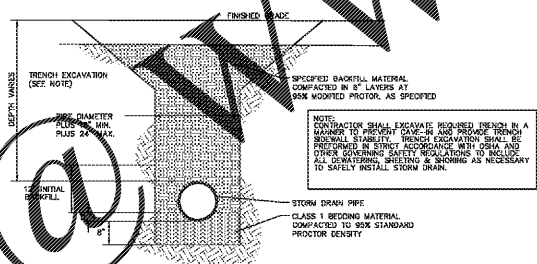 FINISHED GRADE
DEPTH VARIES
TRENCH EXCAVATION
(SEE NOTE)
SPECIFIED BACKFILL MATERIAL
COMPACTED IN 8" LAYERS AT
95% MODIFIED PROTOR, AS SPECIFIED
PIPE DIAMETER
PLUS MIN.
PLUS 24" MAX.
NOTE:
CONTRACTOR SHALL EXCAVATE REQUIRED TRENCH IN A
MANNER TO PREVENT CAVE-IN AND PROVIDE TRENCH
SIDEWALL STABILITY. TRENCH EXCAVATION SHALL BE
PREFORMED IN STRICT ACCORDANCE WITH OSHA AND
OTHER GOVERNING SAFETY REGULATIONS TO INCLUDE
ALL DEWATERING, SHEETING & SHORING AS NECESSARY
TO SAFELY INSTALL STORM DRAIN.
12" INITIAL
BACKFILL
STORM DRAIN PIPE
8"
CLASS 1 BEDDING MATERIAL
COMPACTED TO 95% STANDARD
PROCTOR DENSITY
@W